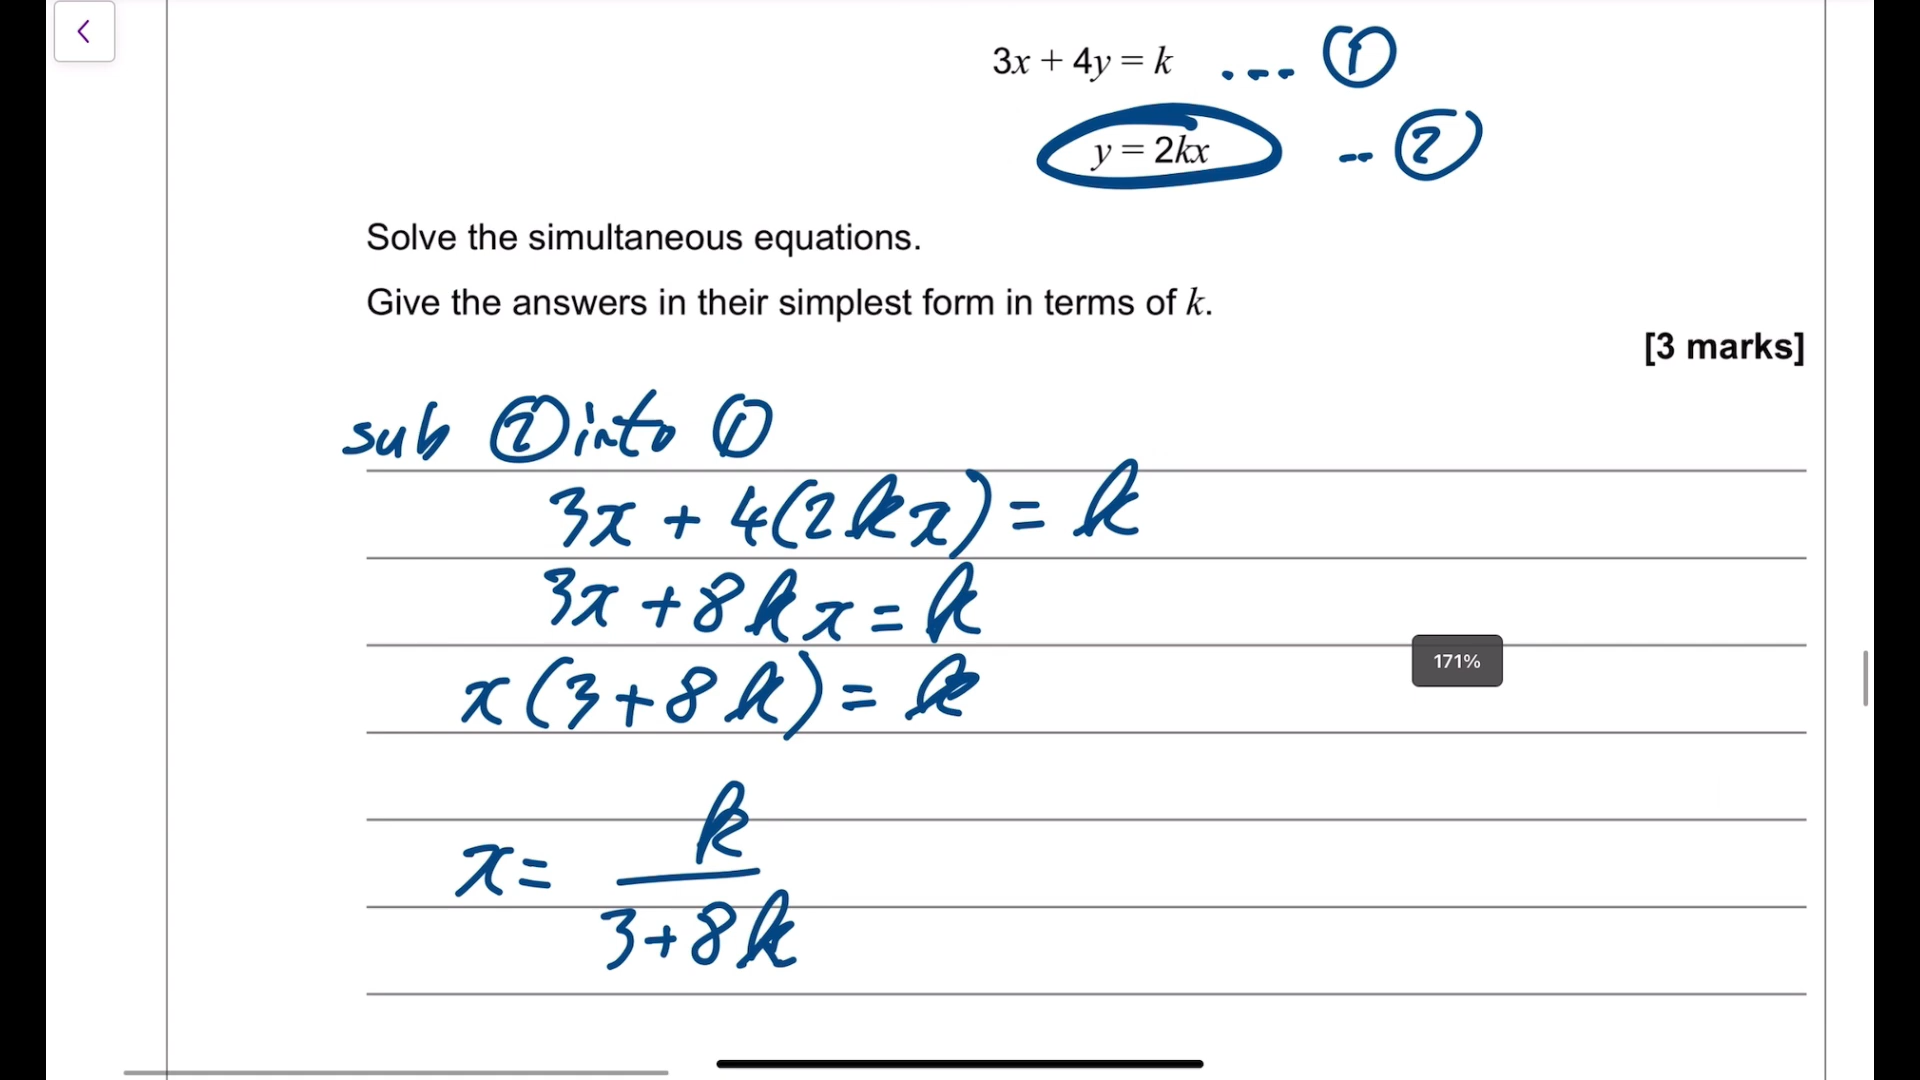 3x + 4y = k --- ①
y = 2kx -- ②
Solve the simultaneous equations.
Give the answers in their simplest form in terms of k.
[3 marks]
sub ② into ①
3x + 4(2kx) = k
3x + 8kx = k
x(3+8k) = k
171%
x = k
3+8k